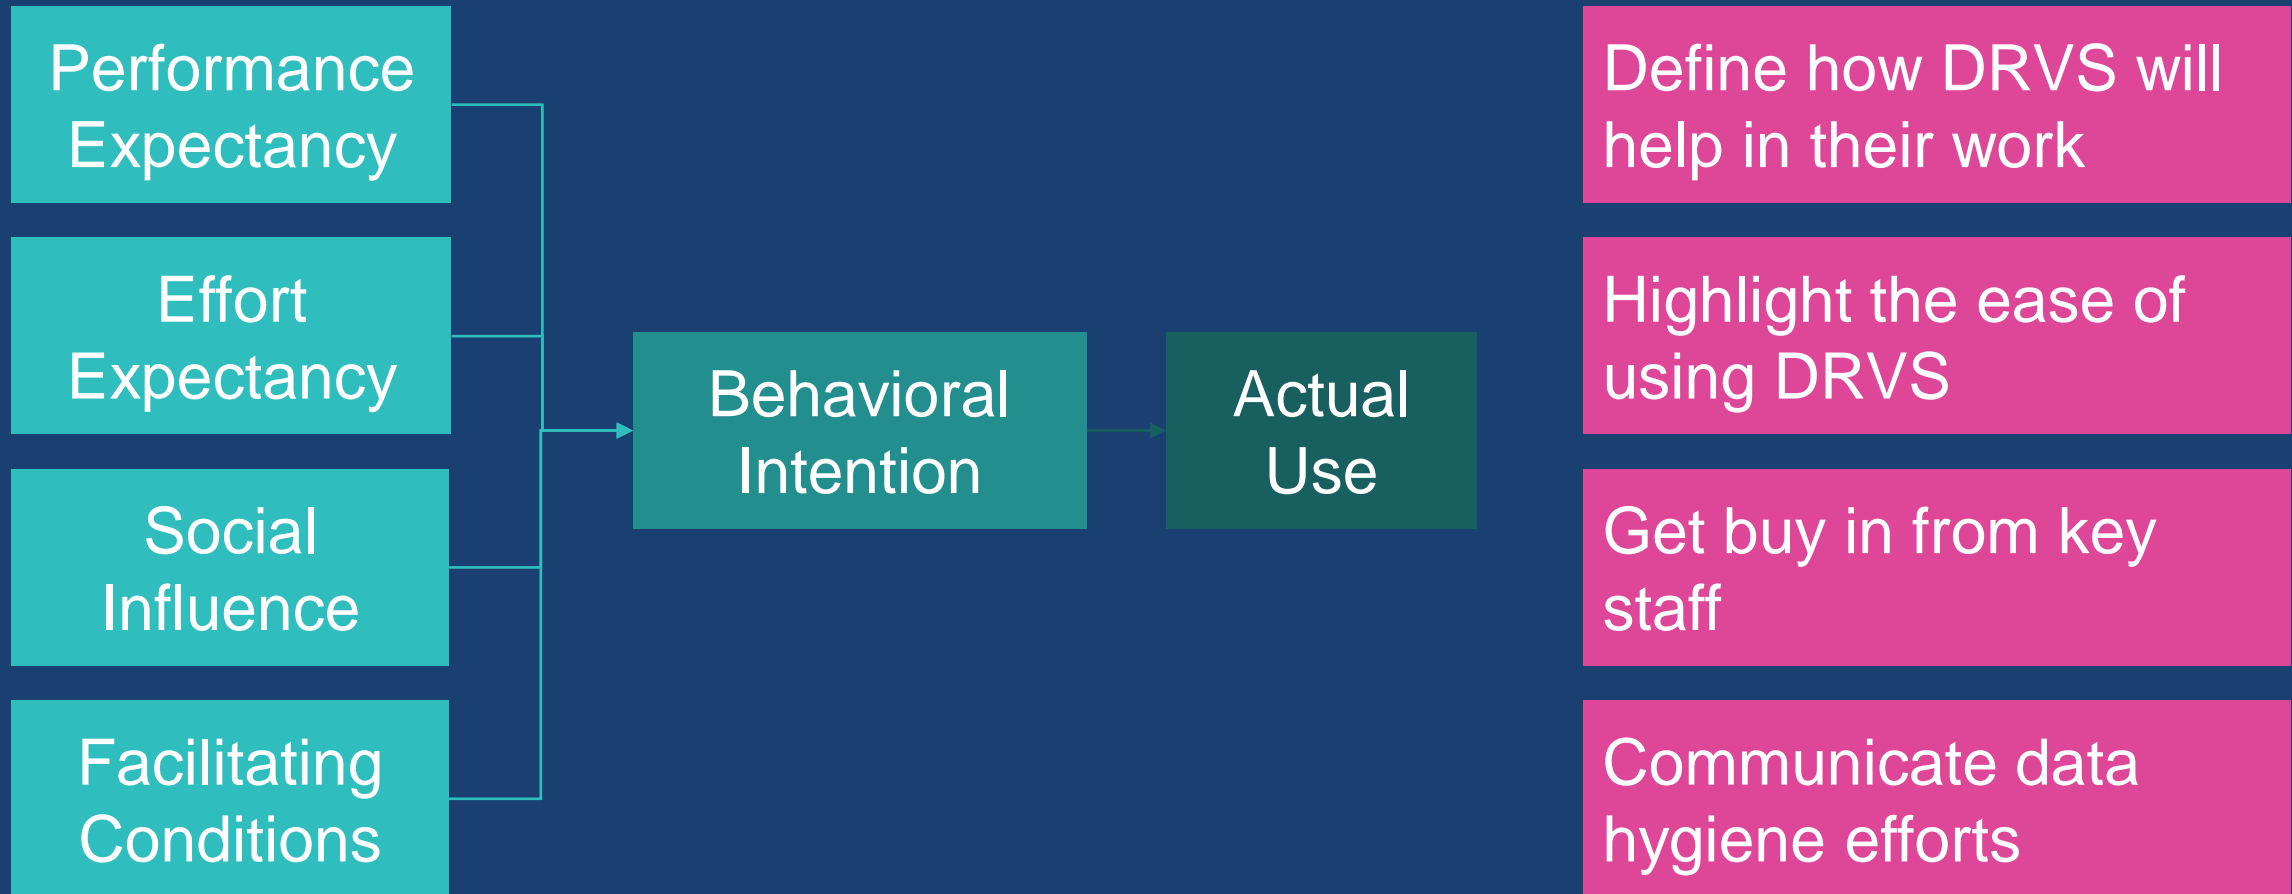 Performance
Expectancy
Effort
Expectancy
Social
Influence
Facilitating
Conditions
Behavioral
Intention
Actual
Use
Define how DRVS will
help in their work
Highlight the ease of
using DRVS
Get buy in from key
staff
Communicate data
hygiene efforts